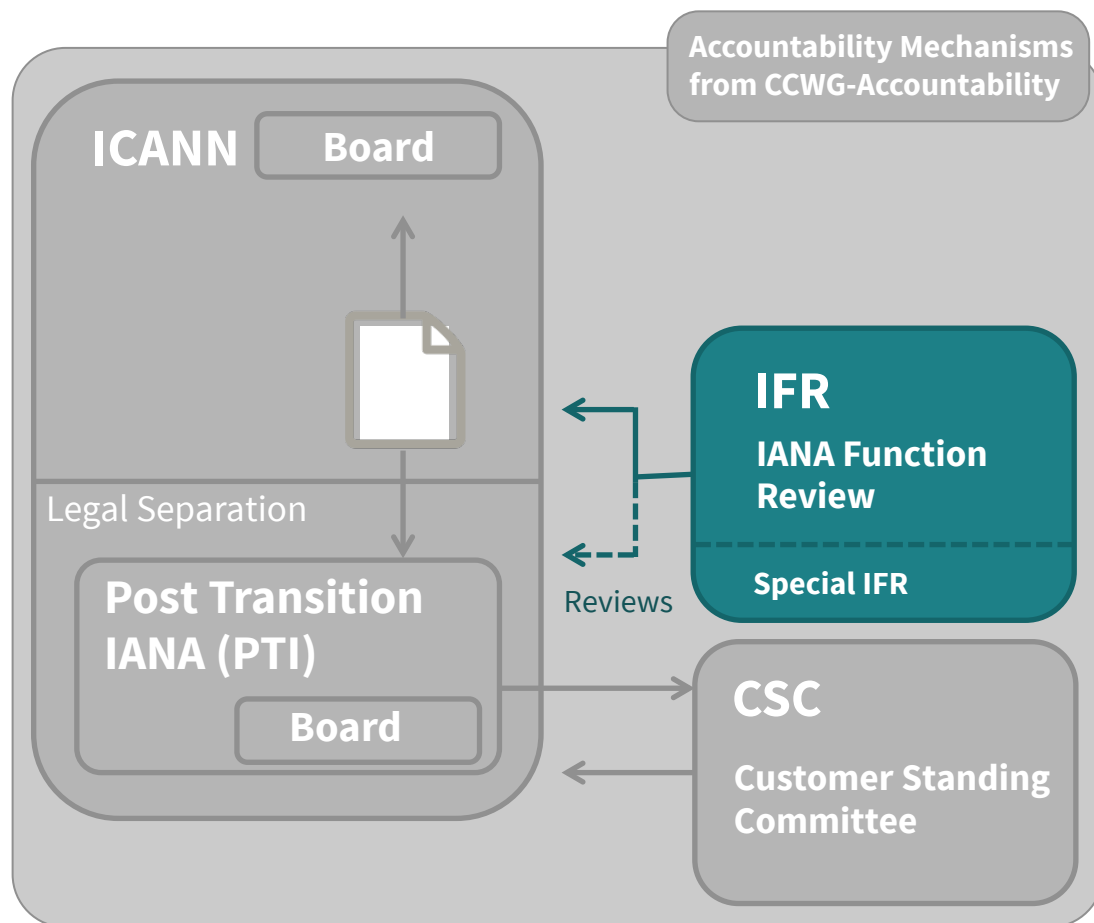 Accountability Mechanisms
from CCWG-Accountability
ICANN
Board
Legal Separation
Post Transition
IANA (PTI)
Board
Reviews
IFR
IANA Function
Review
Special IFR
CSC
Customer Standing
Committee